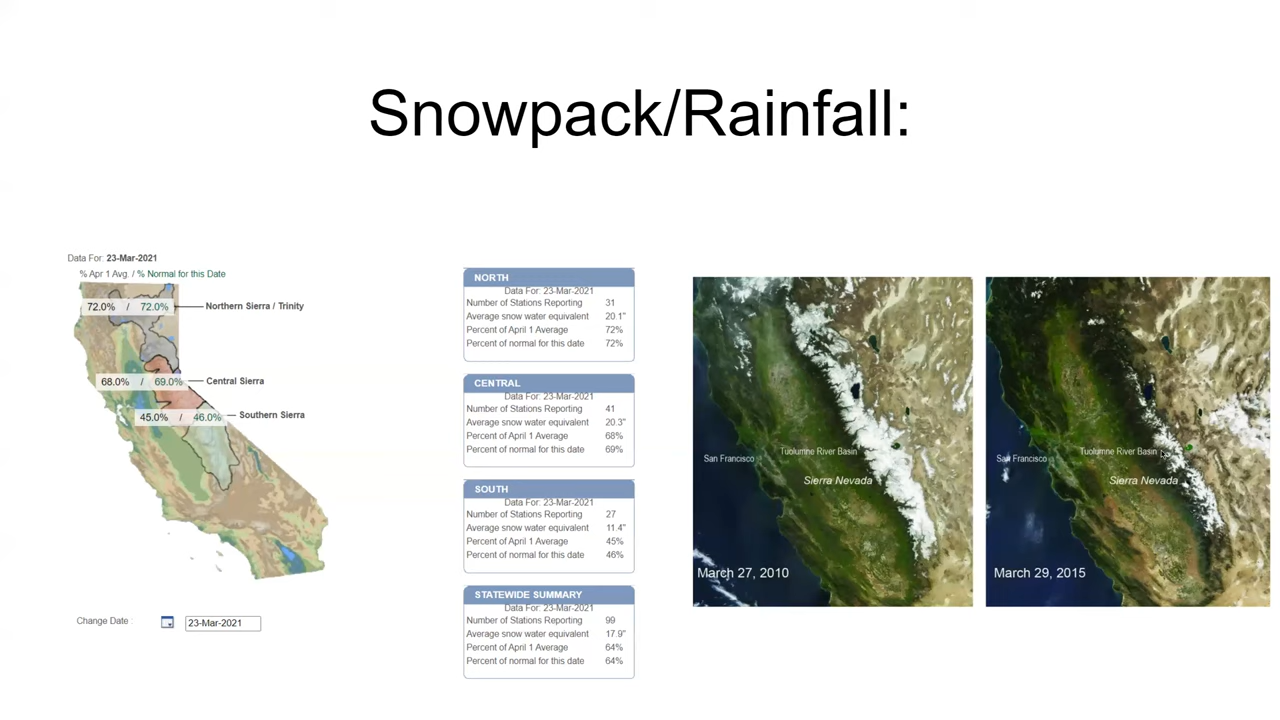 Snowpack/Rainfall:
Data For: 23-Mar-2021
% Apr 1 Avg. / % Normal for this Date
72.0% / 72.0%
Northern Sierra / Trinity
68.0% / 69.0%
Central Sierra
45.0% / 46.0%
Southern Sierra
Change Date :
23-Mar-2021
NORTH
Data For: 23-Mar-2021
Number of Stations Reporting 31
Average snow water equivalent 20.1"
Percent of April 1 Average 72%
Percent of normal for this date 72%
CENTRAL
Data For: 23-Mar-2021
Number of Stations Reporting 41
Average snow water equivalent 20.3"
Percent of April 1 Average 68%
Percent of normal for this date 69%
SOUTH
Data For: 23-Mar-2021
Number of Stations Reporting 27
Average snow water equivalent 11.4"
Percent of April 1 Average 45%
Percent of normal for this date 46%
STATEWIDE SUMMARY
Data For: 23-Mar-2021
Number of Stations Reporting 99
Average snow water equivalent 17.9"
Percent of April 1 Average 64%
Percent of normal for this date 64%
San Francisco
Tuolumne River Basin
Sierra Nevada
March 27, 2010
San Francisco
Tuolumne River Basin
Sierra Nevada
March 29, 2015